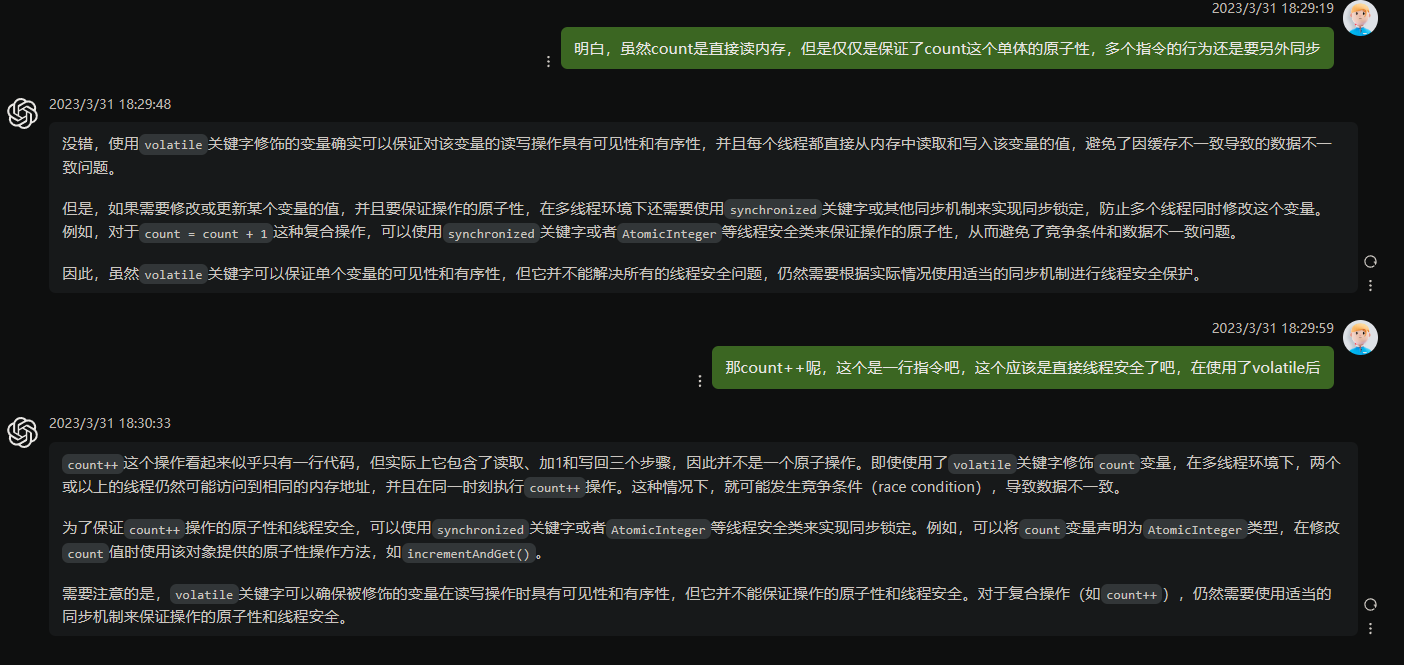 2023/3/31 18:29:19
明白，虽然count是直接读内存，但是仅仅是保证了count这个单体的原子性，多个指令的行为还是要另外同步
2023/3/31 18:29:48
没错，使用volatile关键字修饰的变量确实可以保证对该变量的读写操作具有可见性和有序性，并且每个线程都直接从内存中读取和写入该变量的值，避免了因缓存不一致导致的数据不一
致问题。
但是，如果需要修改或更新某个变量的值，并且要保证操作的原子性，在多线程环境下还需要使用synchronized关键字或其他同步机制来实现同步锁定，防止多个线程同时修改这个变量。
例如，对于count = count + 1这种复合操作，可以使用synchronized关键字或者AtomicInteger等线程安全类来保证操作的原子性，从而避免了竞争条件和数据不一致问题。
因此，虽然volatile关键字可以保证单个变量的可见性和有序性，但它并不能解决所有的线程安全问题，仍然需要根据实际情况使用适当的同步机制进行线程安全保护。
2023/3/31 18:29:59
那count++呢，这个是一行指令吧，这个应该是直接线程安全了吧，在使用了volatile后
2023/3/31 18:30:33
count++这个操作看起来似乎只有一行代码，但实际上它包含了读取、加1和写回三个步骤，因此并不是一个原子操作。即使使用了volatile关键字修饰count变量，在多线程环境下，两个
或以上的线程仍然可能访问到相同的内存地址，并且在同一时刻执行count++操作。这种情况下，就可能发生竞争条件（race condition），导致数据不一致。
为了保证count++操作的原子性和线程安全，可以使用synchronized关键字或者AtomicInteger等线程安全类来实现同步锁定。例如，可以将count变量声明为AtomicInteger类型，在修改
count值时使用该对象提供的原子性操作方法，如incrementAndGet()。
需要注意的是，volatile关键字可以确保被修饰的变量在读写操作时具有可见性和有序性，但它并不能保证操作的原子性和线程安全。对于复合操作（如count++），仍然需要使用适当的
同步机制来保证操作的原子性和线程安全。